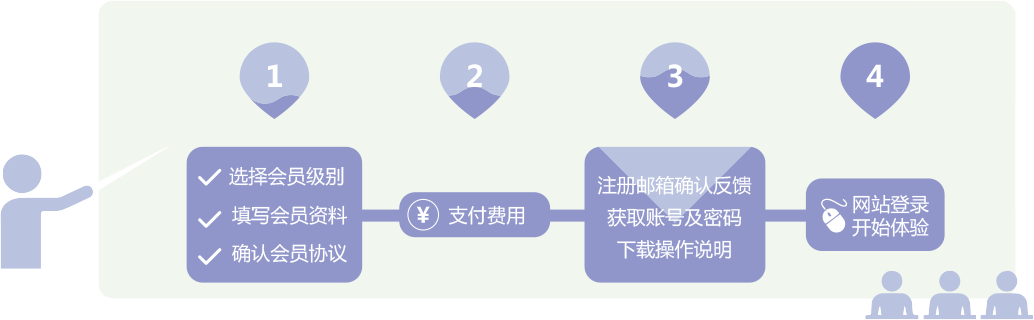 1
2
3
4
选择会员级别
填写会员资料
确认会员协议
¥ 支付费用
注册邮箱确认反馈
获取账号及密码
下载操作说明
网站登录
开始体验